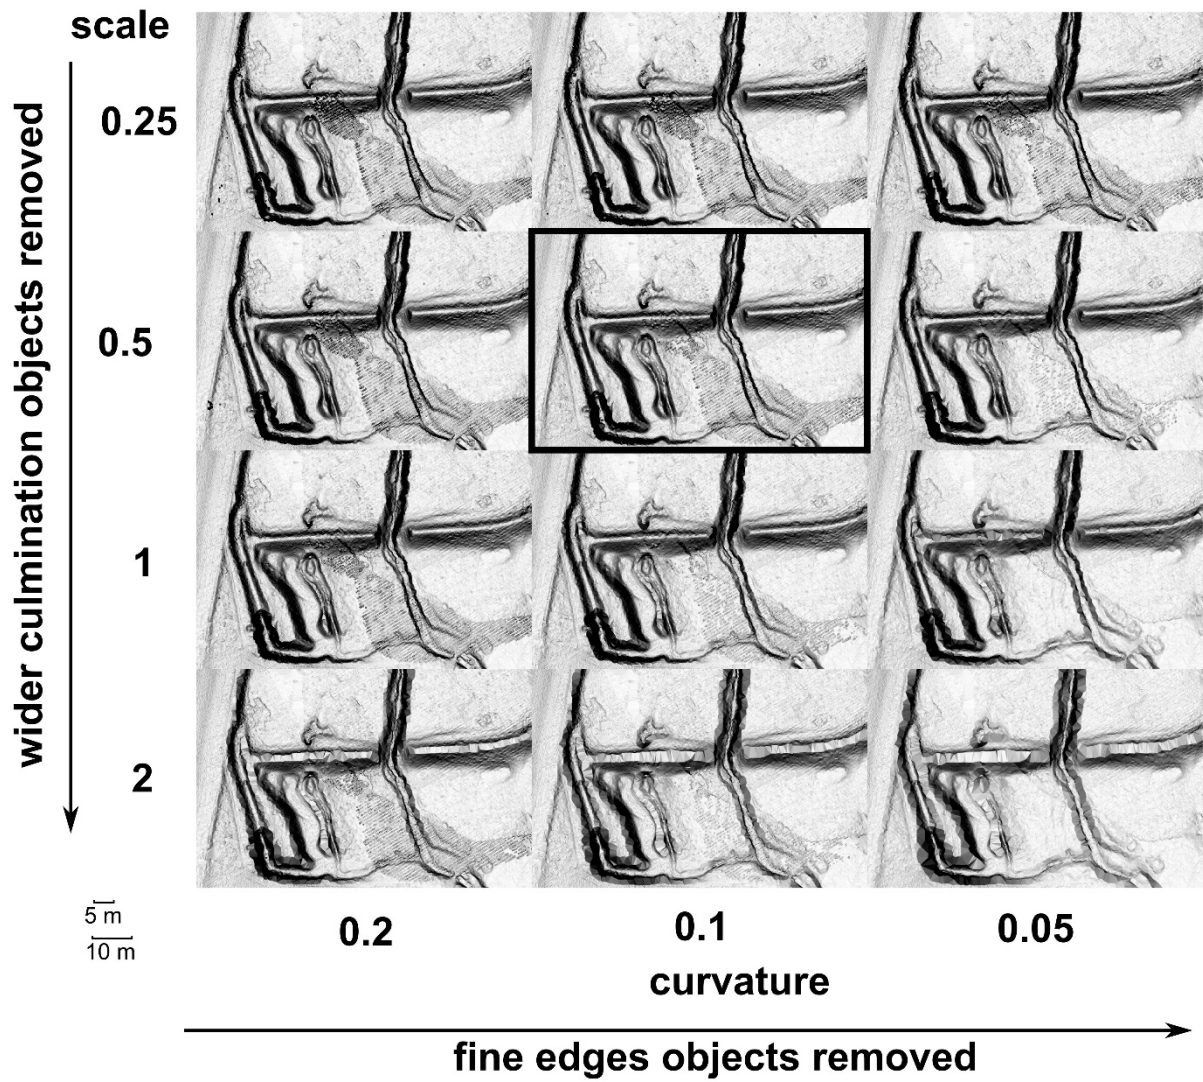 scale
wider culmination objects removed
0.25
0.5
1
2
5 m
10 m
0.2
0.1
0.05
curvature
fine edges objects removed